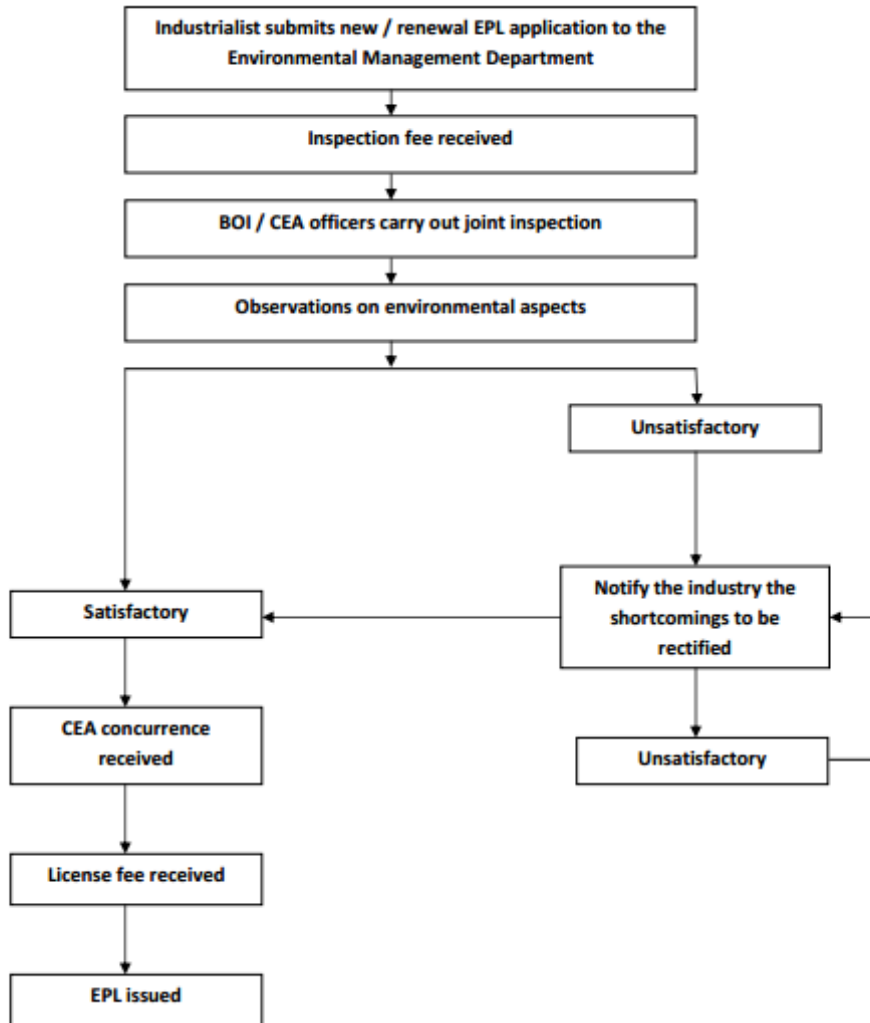 Industrialist submits new / renewal EPL application to the
Environmental Management Department
Inspection fee received
BOI / CEA officers carry out joint inspection
Observations on environmental aspects
Unsatisfactory
Notify the industry the
shortcomings to be
rectified
Satisfactory
CEA concurrence
received
Unsatisfactory
License fee received
EPL issued